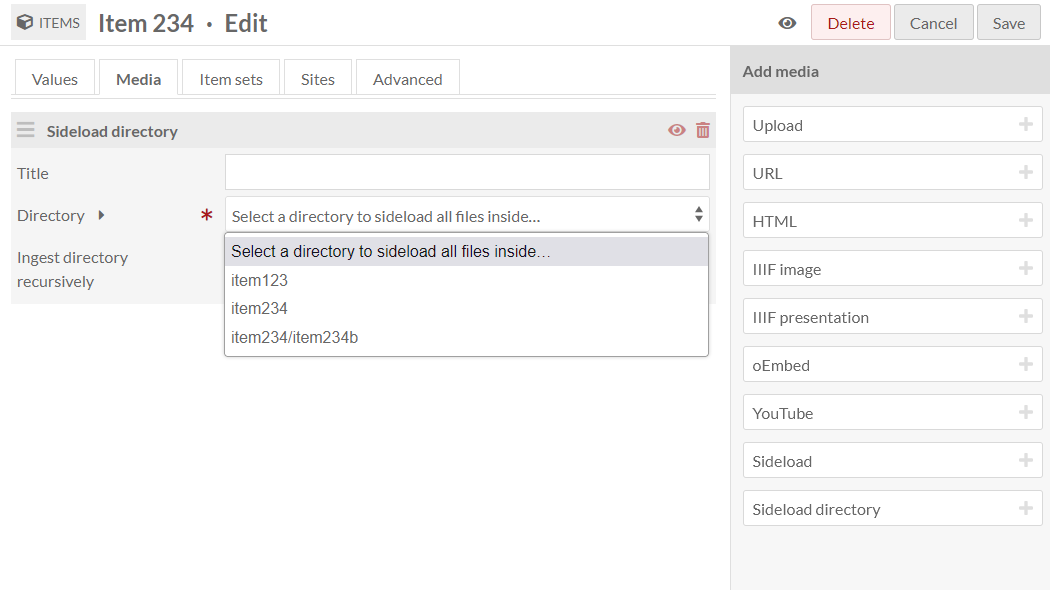 ITEMS Item 234 • Edit
Delete Cancel Save
Values Media Item sets Sites Advanced
Sideload directory
Title
Directory * Select a directory to sideload all files inside...
Select a directory to sideload all files inside...
item123
item234
item234/item234b
Ingest directory
recursively
Add media
Upload
URL
HTML
IIIF image
IIIF presentation
oEmbed
YouTube
Sideload
Sideload directory